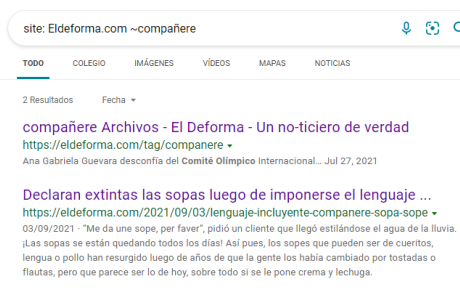 site: Eldeforma.com ~compañere
TODO COLEGIO IMÁGENES VÍDEOS MAPAS NOTICIAS
2 Resultados Fecha
compañere Archivos - El Deforma - Un no-ticiero de verdad
https://eldeforma.com/tag/companere
Ana Gabriela Guevara desconfía del Comité Olímpico Internacional... Jul 27, 2021
Declaran extintas las sopas luego de imponerse el lenguaje ...
https://eldeforma.com/2021/09/03/lenguaje-incluyente-companere-sopa-sope
03/09/2021 · "Me da une sope, per faver", pidió un cliente que llegó estilándose el agua de la lluvia.
¡Las sopas se están quedando todos los días! Así pues, los sopes que pueden ser de cueritos,
lengua o pollo han resurgido luego de años de que la gente los había cambiado por tostados o
flautas, pero que parece ser lo de hoy, sobre todo si se le pone crema y lechuga.